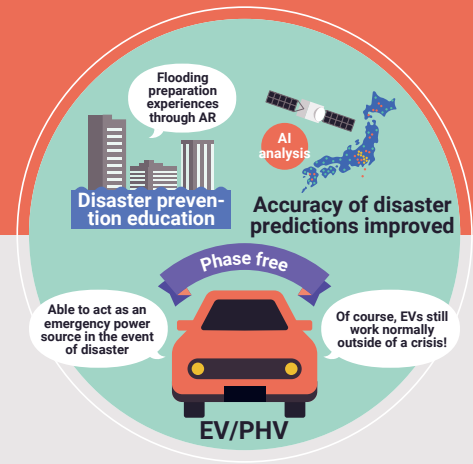 Flooding
preparation
experiences
through AR
AI
analysis
Disaster preven-
tion education
Accuracy of disaster
predictions improved
Phase free
Able to act as an
emergency power
source in the event
of disaster
Of course, EVs still
work normally
outside of a crisis!
EV/PHV